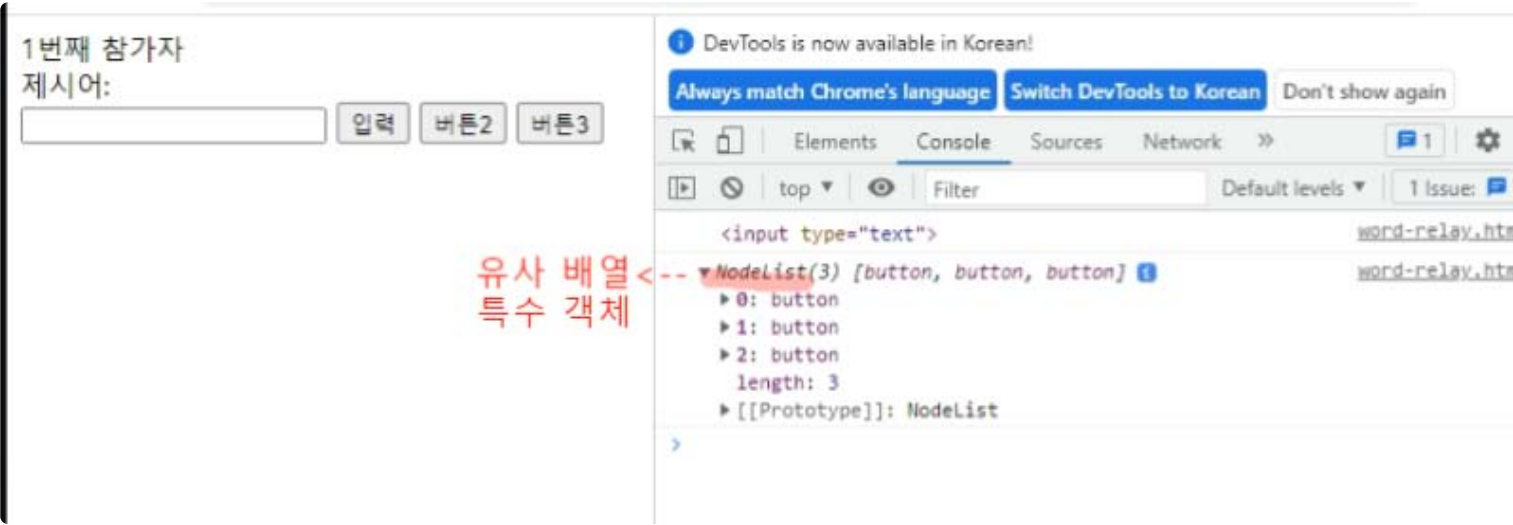 1번째 참가자
제시어:
입력 버튼2 버튼3
유사 배열<--
특수 객체
DevTools is now available in Korean!
Always match Chrome's language Switch DevTools to Korean Don't show again
Elements Console Sources Network » 1
top ▼ Filter Default levels ▼ 1 Issue:
<input type="text"> word-relay.htm
▼NodeList(3) [button, button, button] word-relay.htm
▶0: button
▶1: button
▶2: button
length: 3
▶[[Prototype]]: NodeList
>